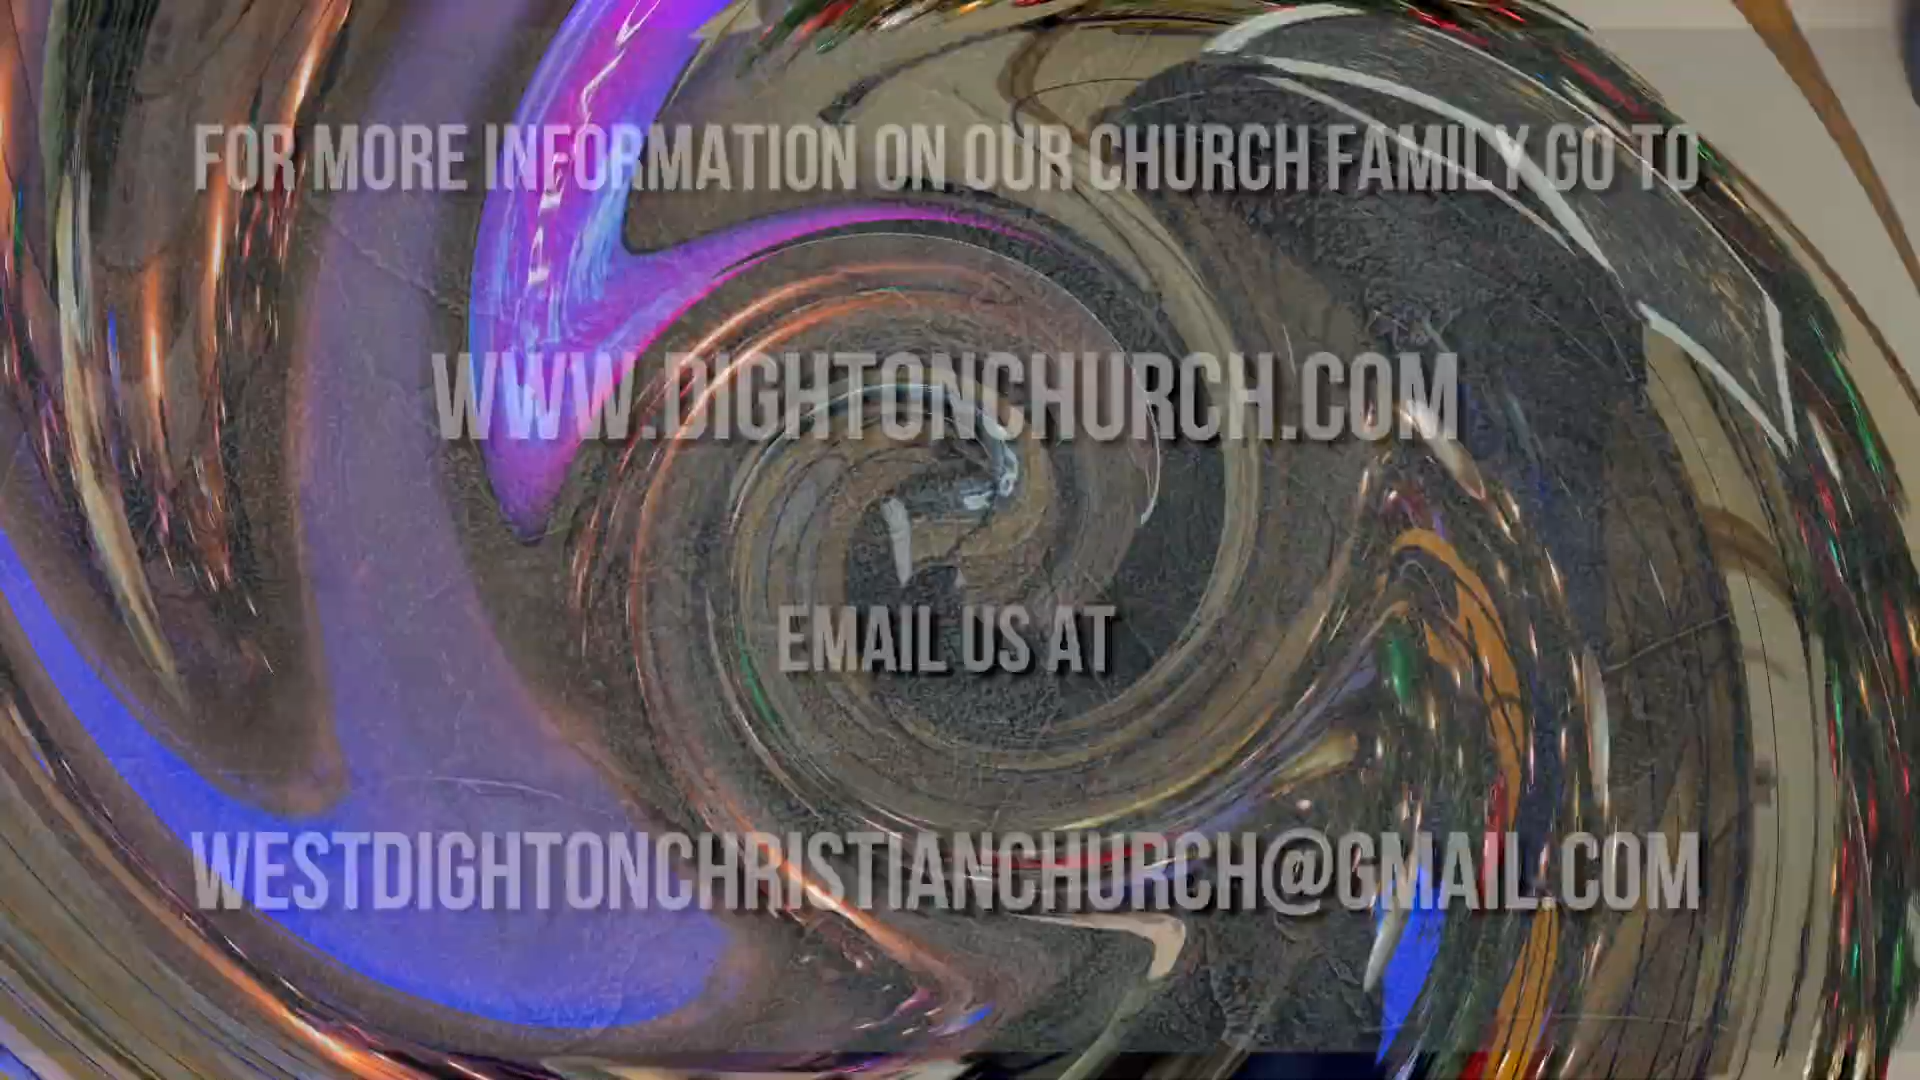 FOR MORE INFORMATION ON OUR CHURCH FAMILY GO TO
WWW.DIGHTONCHURCH.COM
EMAIL US AT
WESTDIGHTONCHRISTIANCHURCH@GMAIL.COM